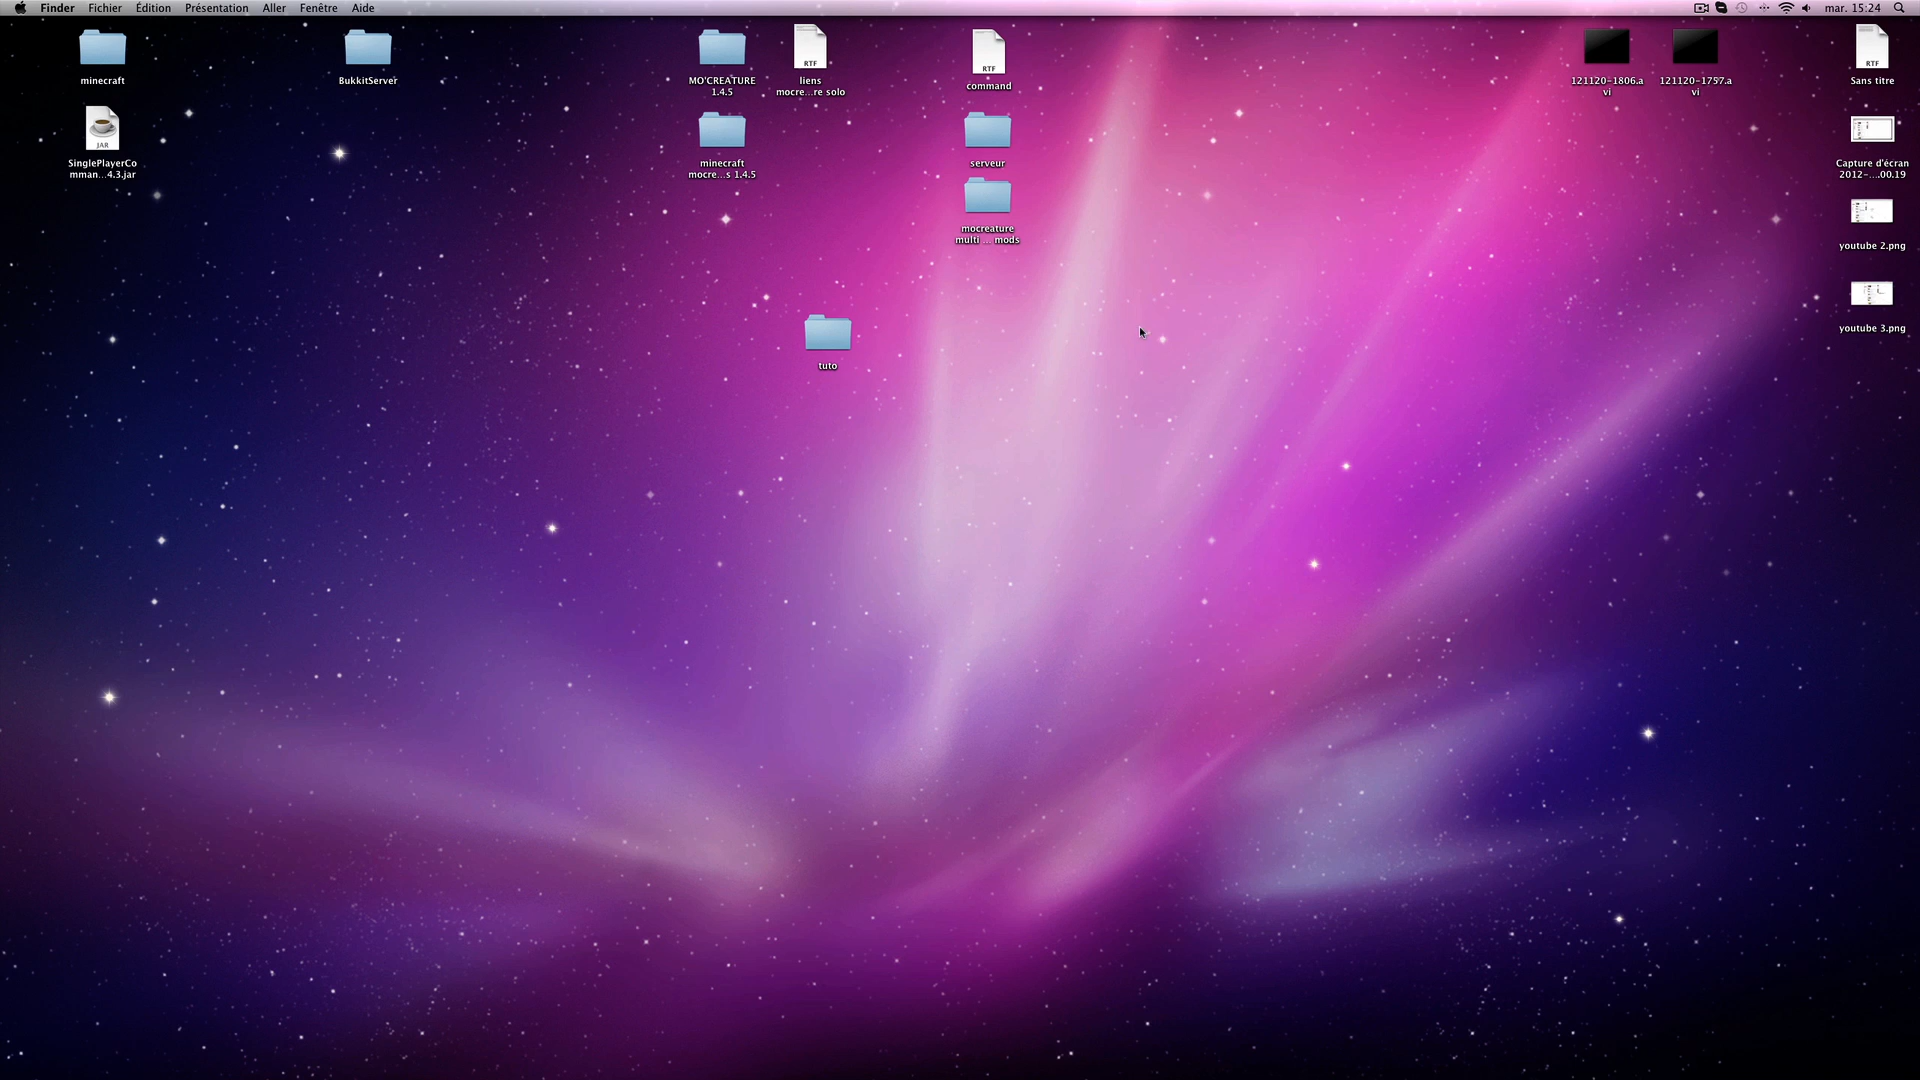 Finder Fichier Édition Présentation Aller Fenêtre Aide mar. 15:24
minecraft
BukkitServer
MO'CREATURE
1.4.5
RTF
liens
mocre...re solo
RTF
command
121120-1806.a
vi
121120-1757.a
vi
RTF
Sans titre
JAR
SinglePlayerCo
mman...4.3.jar
minecraft
mocre...s 1.4.5
serveur
Capture d'écran
2012-....00.19
mocreature
multi ... mods
youtube 2.png
youtube 3.png
tuto